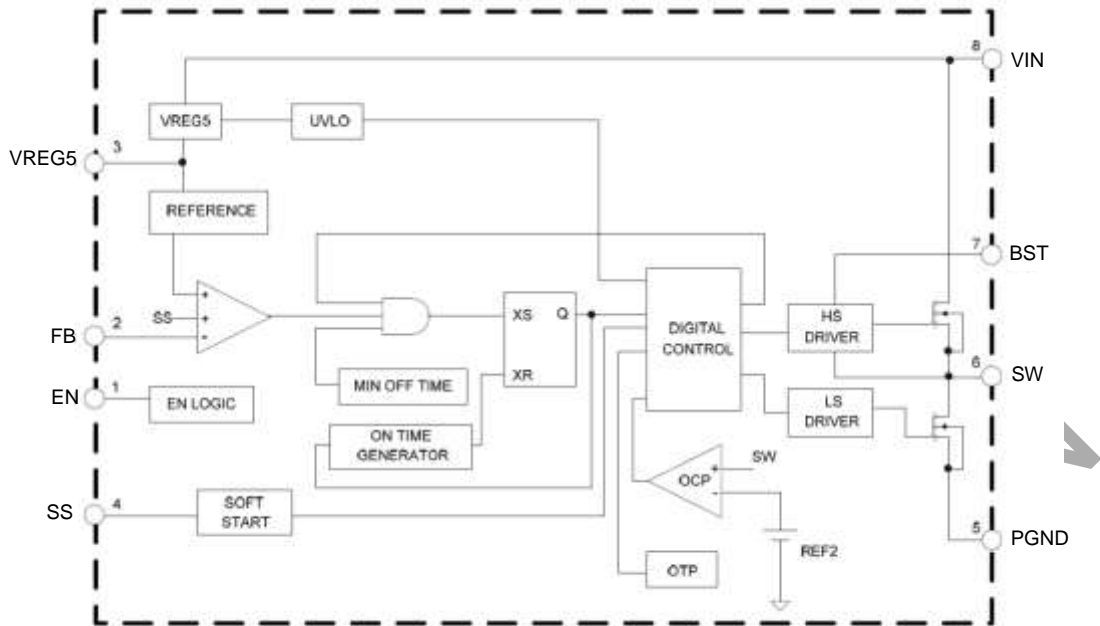 8
VIN
VREG5
UVLO
3
VREG5
REFERENCE
7
BST
+
HS
DRIVER
SS
+
XS
Q
DIGITAL
CONTROL
2
FB
-
6
SW
XR
1
EN
MIN OFF TIME
EN LOGIC
LS
DRIVER
ON TIME
GENERATOR
SW
+
OCP
-
4
SS
SOFT
START
5
PGND
REF2
OTP